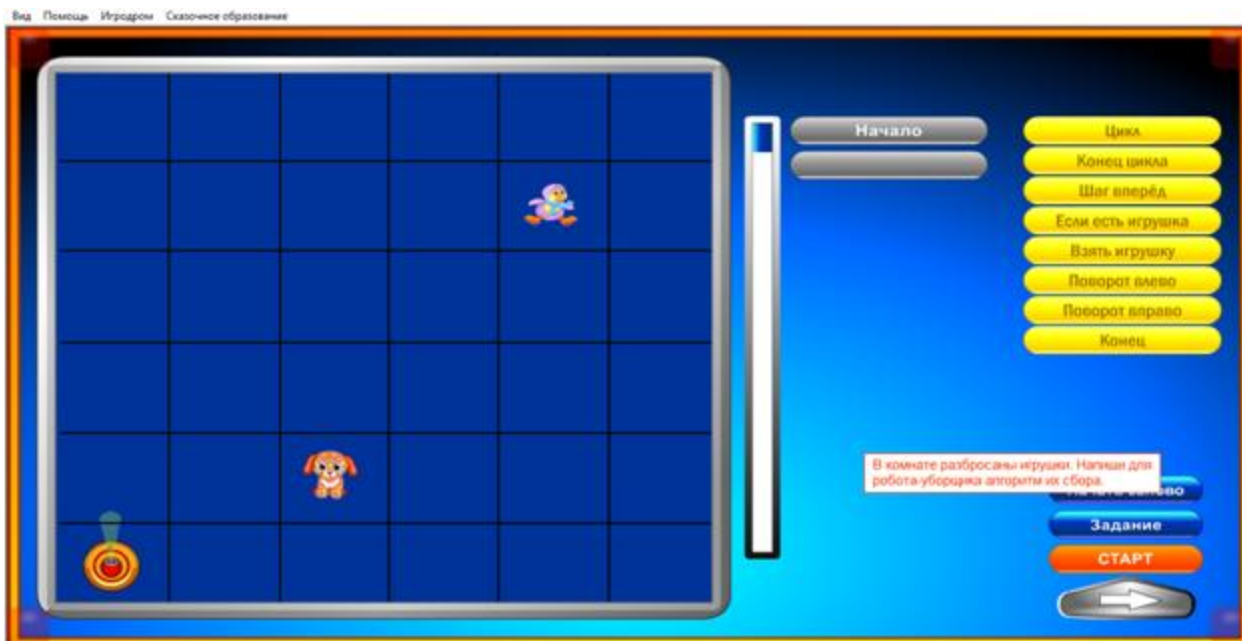 Вид Помощь Игродром Сказочное образование
Начало
Цикл
Конец цикла
Шаг вперёд
Если есть игрушка
Взять игрушку
Поворот влево
Поворот вправо
Конец
В комнате разбросаны игрушки. Напиши для
робота-уборщика алгоритм их сбора.
Задание
СТАРТ